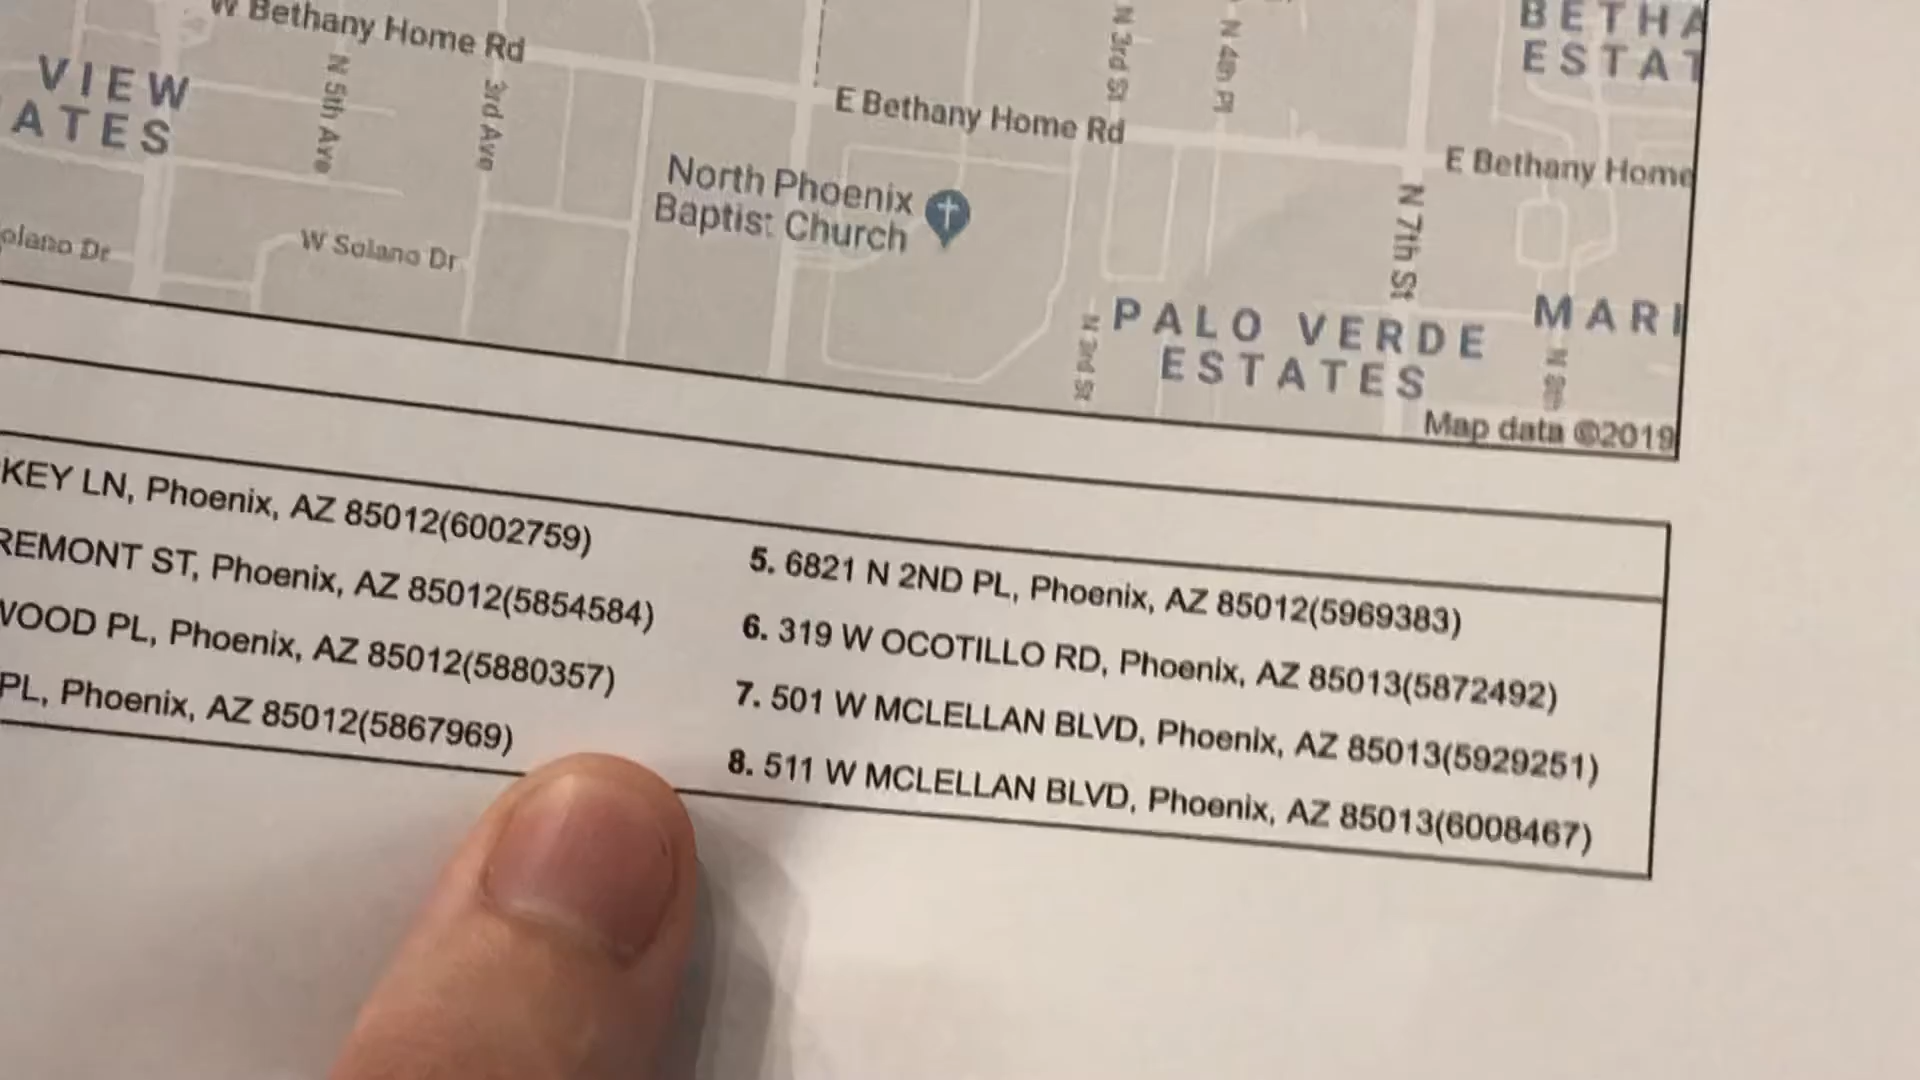 W Bethany Home Rd
BETHA
ESTAT
VIEW
ATES
N 5th Ave
3rd Ave
E Bethany Home Rd
N 3rd St
N 4th Pl
E Bethany Home
North Phoenix
Baptist Church
N 7th St
olano Dr
W Solano Dr
N 3rd St
PALO VERDE
ESTATES
MARI
N 8th
Map data ©2019
KEY LN, Phoenix, AZ 85012(6002759)
REMONT ST, Phoenix, AZ 85012(5854584)
WOOD PL, Phoenix, AZ 85012(5880357)
PL, Phoenix, AZ 85012(5867969)
5. 6821 N 2ND PL, Phoenix, AZ 85012(5969383)
6. 319 W OCOTILLO RD, Phoenix, AZ 85013(5872492)
7. 501 W MCLELLAN BLVD, Phoenix, AZ 85013(5929251)
8. 511 W MCLELLAN BLVD, Phoenix, AZ 85013(6008467)